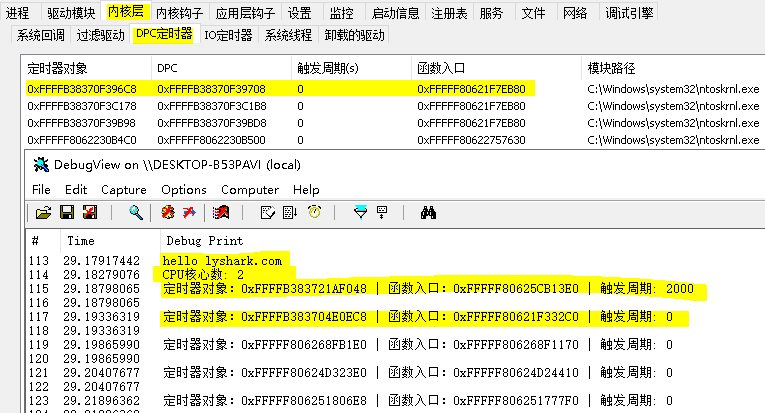 进程 驱动模块 内核层 内核钩子 应用层钩子 设置 监控 启动信息 注册表 服务 文件 网络 调试引擎
系统回调 过滤驱动 DPC定时器 IO定时器 系统线程 卸载的驱动
定时器对象 DPC 触发周期(s) 函数入口 模块路径
0xFFFFB38370F396C8 0xFFFFB38370F39708 0 0xFFFFF80621F7EB80 C:\Windows\system32\ntoskrnl.exe
0xFFFFB38370F3C178 0xFFFFB38370F3C1B8 0 0xFFFFF80621F7EB80 C:\Windows\system32\ntoskrnl.exe
0xFFFFB38370F39B98 0xFFFFB38370F39BD8 0 0xFFFFF80621F7EB80 C:\Windows\system32\ntoskrnl.exe
0xFFFFF8062230B4C0 0xFFFFF8062230B500 0 0xFFFFF80622757630 C:\Windows\system32\ntoskrnl.exe
DebugView on \\DESKTOP-B53PAVI (local)
File Edit Capture Options Computer Help
# Time Debug Print
113 29.17917442 hello lyshark.com
114 29.18279076 CPU核心数: 2
115 29.18798065 定时器对象：0xFFFFB383721AF048 | 函数入口：0xFFFFF80625CB13E0 | 触发周期: 2000
116 29.18798065
117 29.19336319 定时器对象：0xFFFFB383704E0EC8 | 函数入口：0xFFFFF80621F332C0 | 触发周期: 0
118 29.19336319
119 29.19865990 定时器对象：0xFFFFF806268FB1E0 | 函数入口：0xFFFFF806268F1170 | 触发周期: 0
120 29.19865990
121 29.20407677 定时器对象：0xFFFFF80624D323E0 | 函数入口：0xFFFFF80624D24410 | 触发周期: 0
122 29.20407677
123 29.21896362 定时器对象：0xFFFFF806251806E8 | 函数入口：0xFFFFF806251777F0 | 触发周期: 0